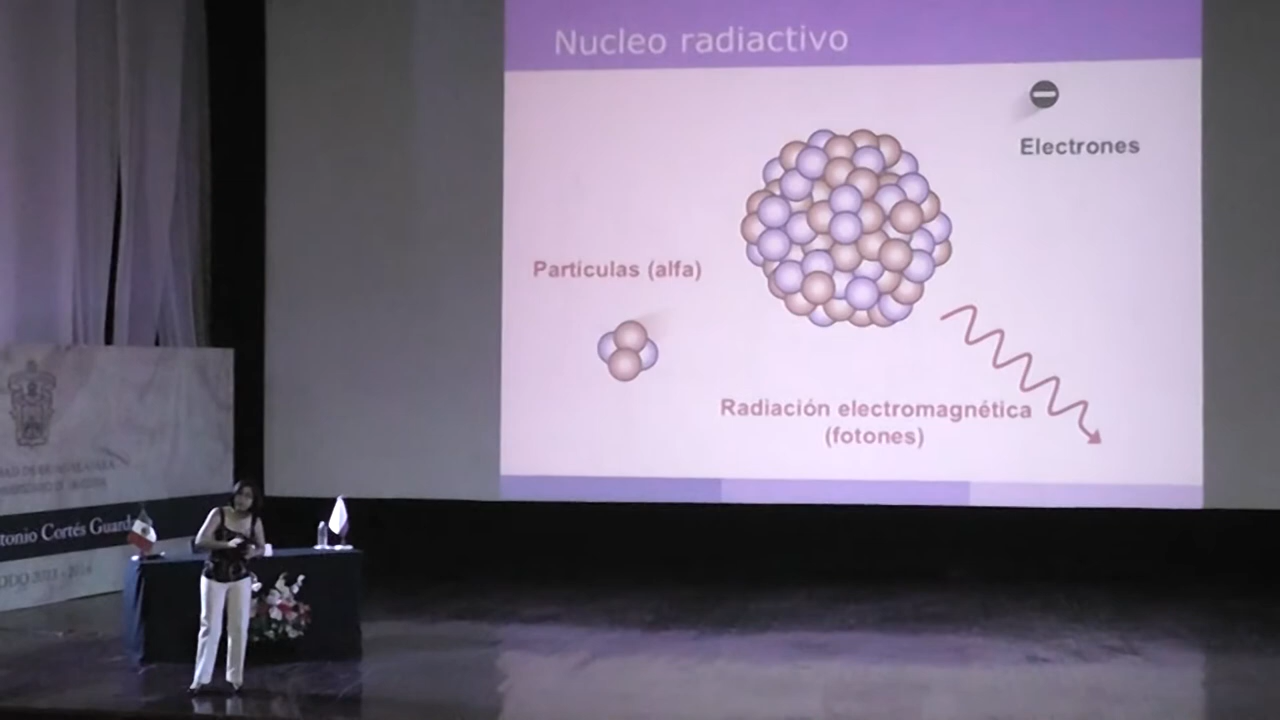 Nucleo radiactivo
Electrones
Partículas (alfa)
Radiación electromagnética
(fotones)
tonio Cortés Guard